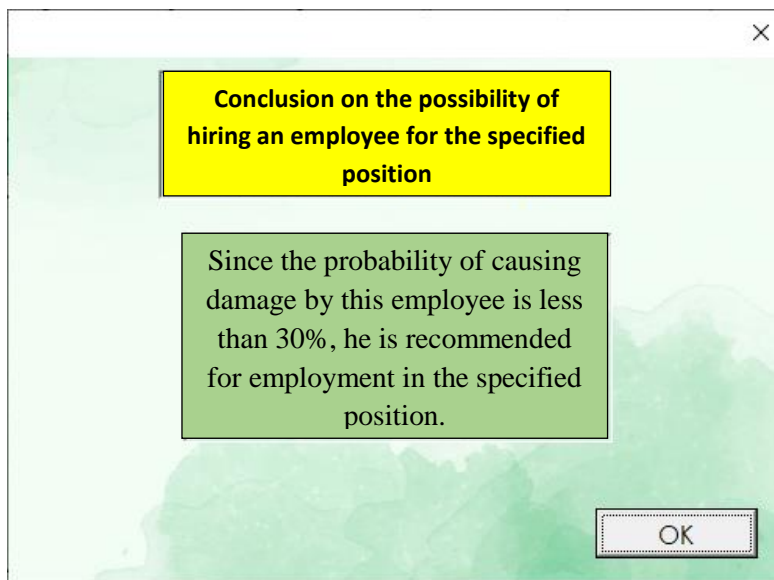 Conclusion on the possibility of
hiring an employee for the specified
position
Since the probability of causing
damage by this employee is less
than 30%, he is recommended
for employment in the specified
position.
OK